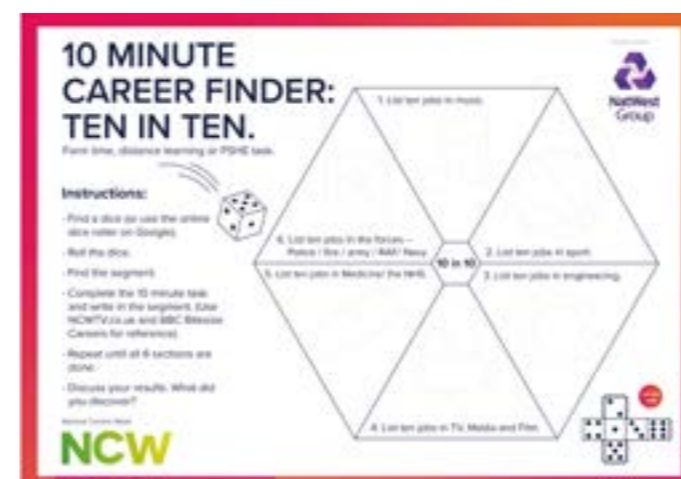 10 MINUTE
CAREER FINDER:
TEN IN TEN.
Form time, distance learning or PSHE task.
Instructions:
· Find a dice (or use the online
dice roller on Google).
· Roll the dice.
· Find the segment.
· Complete the 10 minute task
and write in the segment. (Use
NCWTV.co.uk and BBC Bitesize
Careers for reference).
· Repeat until all 6 sections are
done.
· Discuss your results. What did
you discover?
1. List ten jobs in music.
NatWest
Group
6. List ten jobs in the forces –
Police / fire / army / RAF/ Navy
2. List ten jobs in sport.
10 in 10
5. List ten jobs in Medicine/ the NHS.
3. List ten jobs in engineering.
4. List ten jobs in TV, Media and Film.
National Careers Week
NCW